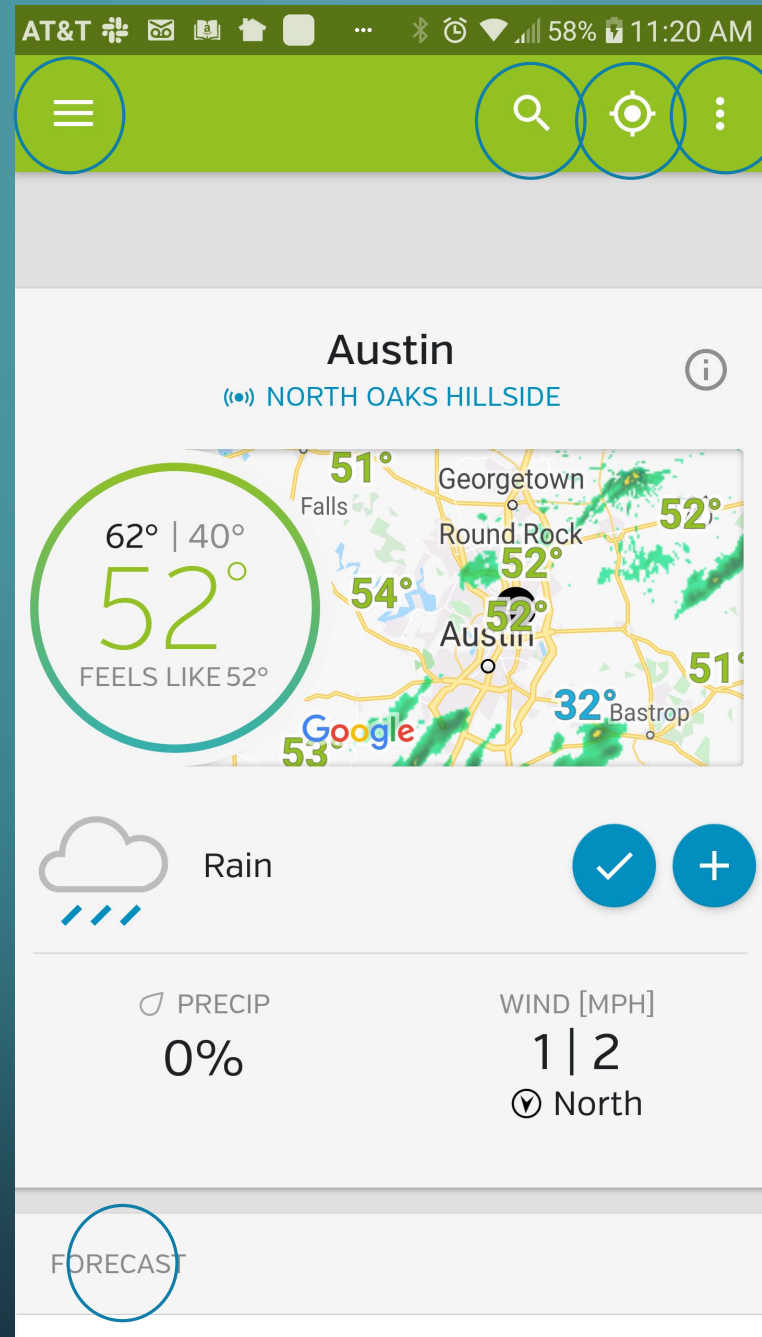 AT&T ... 58% 11:20 AM
Austin
NORTH OAKS HILLSIDE
62° | 40°
52°
FEELS LIKE 52°
51°
Georgetown
Falls
52°
Round Rock
52°
54°
52°
Austin
51°
32° Bastrop
Google
53°
Rain
PRECIP
0%
WIND [MPH]
1 | 2
North
FORECAST